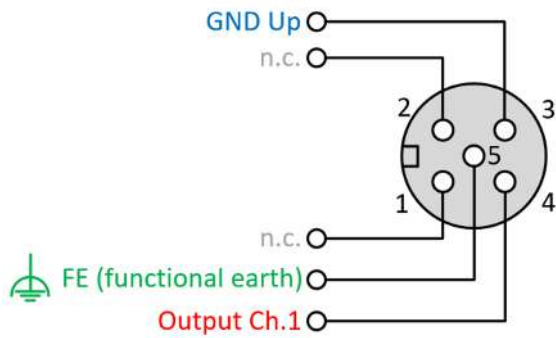 GND Up
n.c.
2
3
5
1
4
n.c.
FE (functional earth)
Output Ch.1